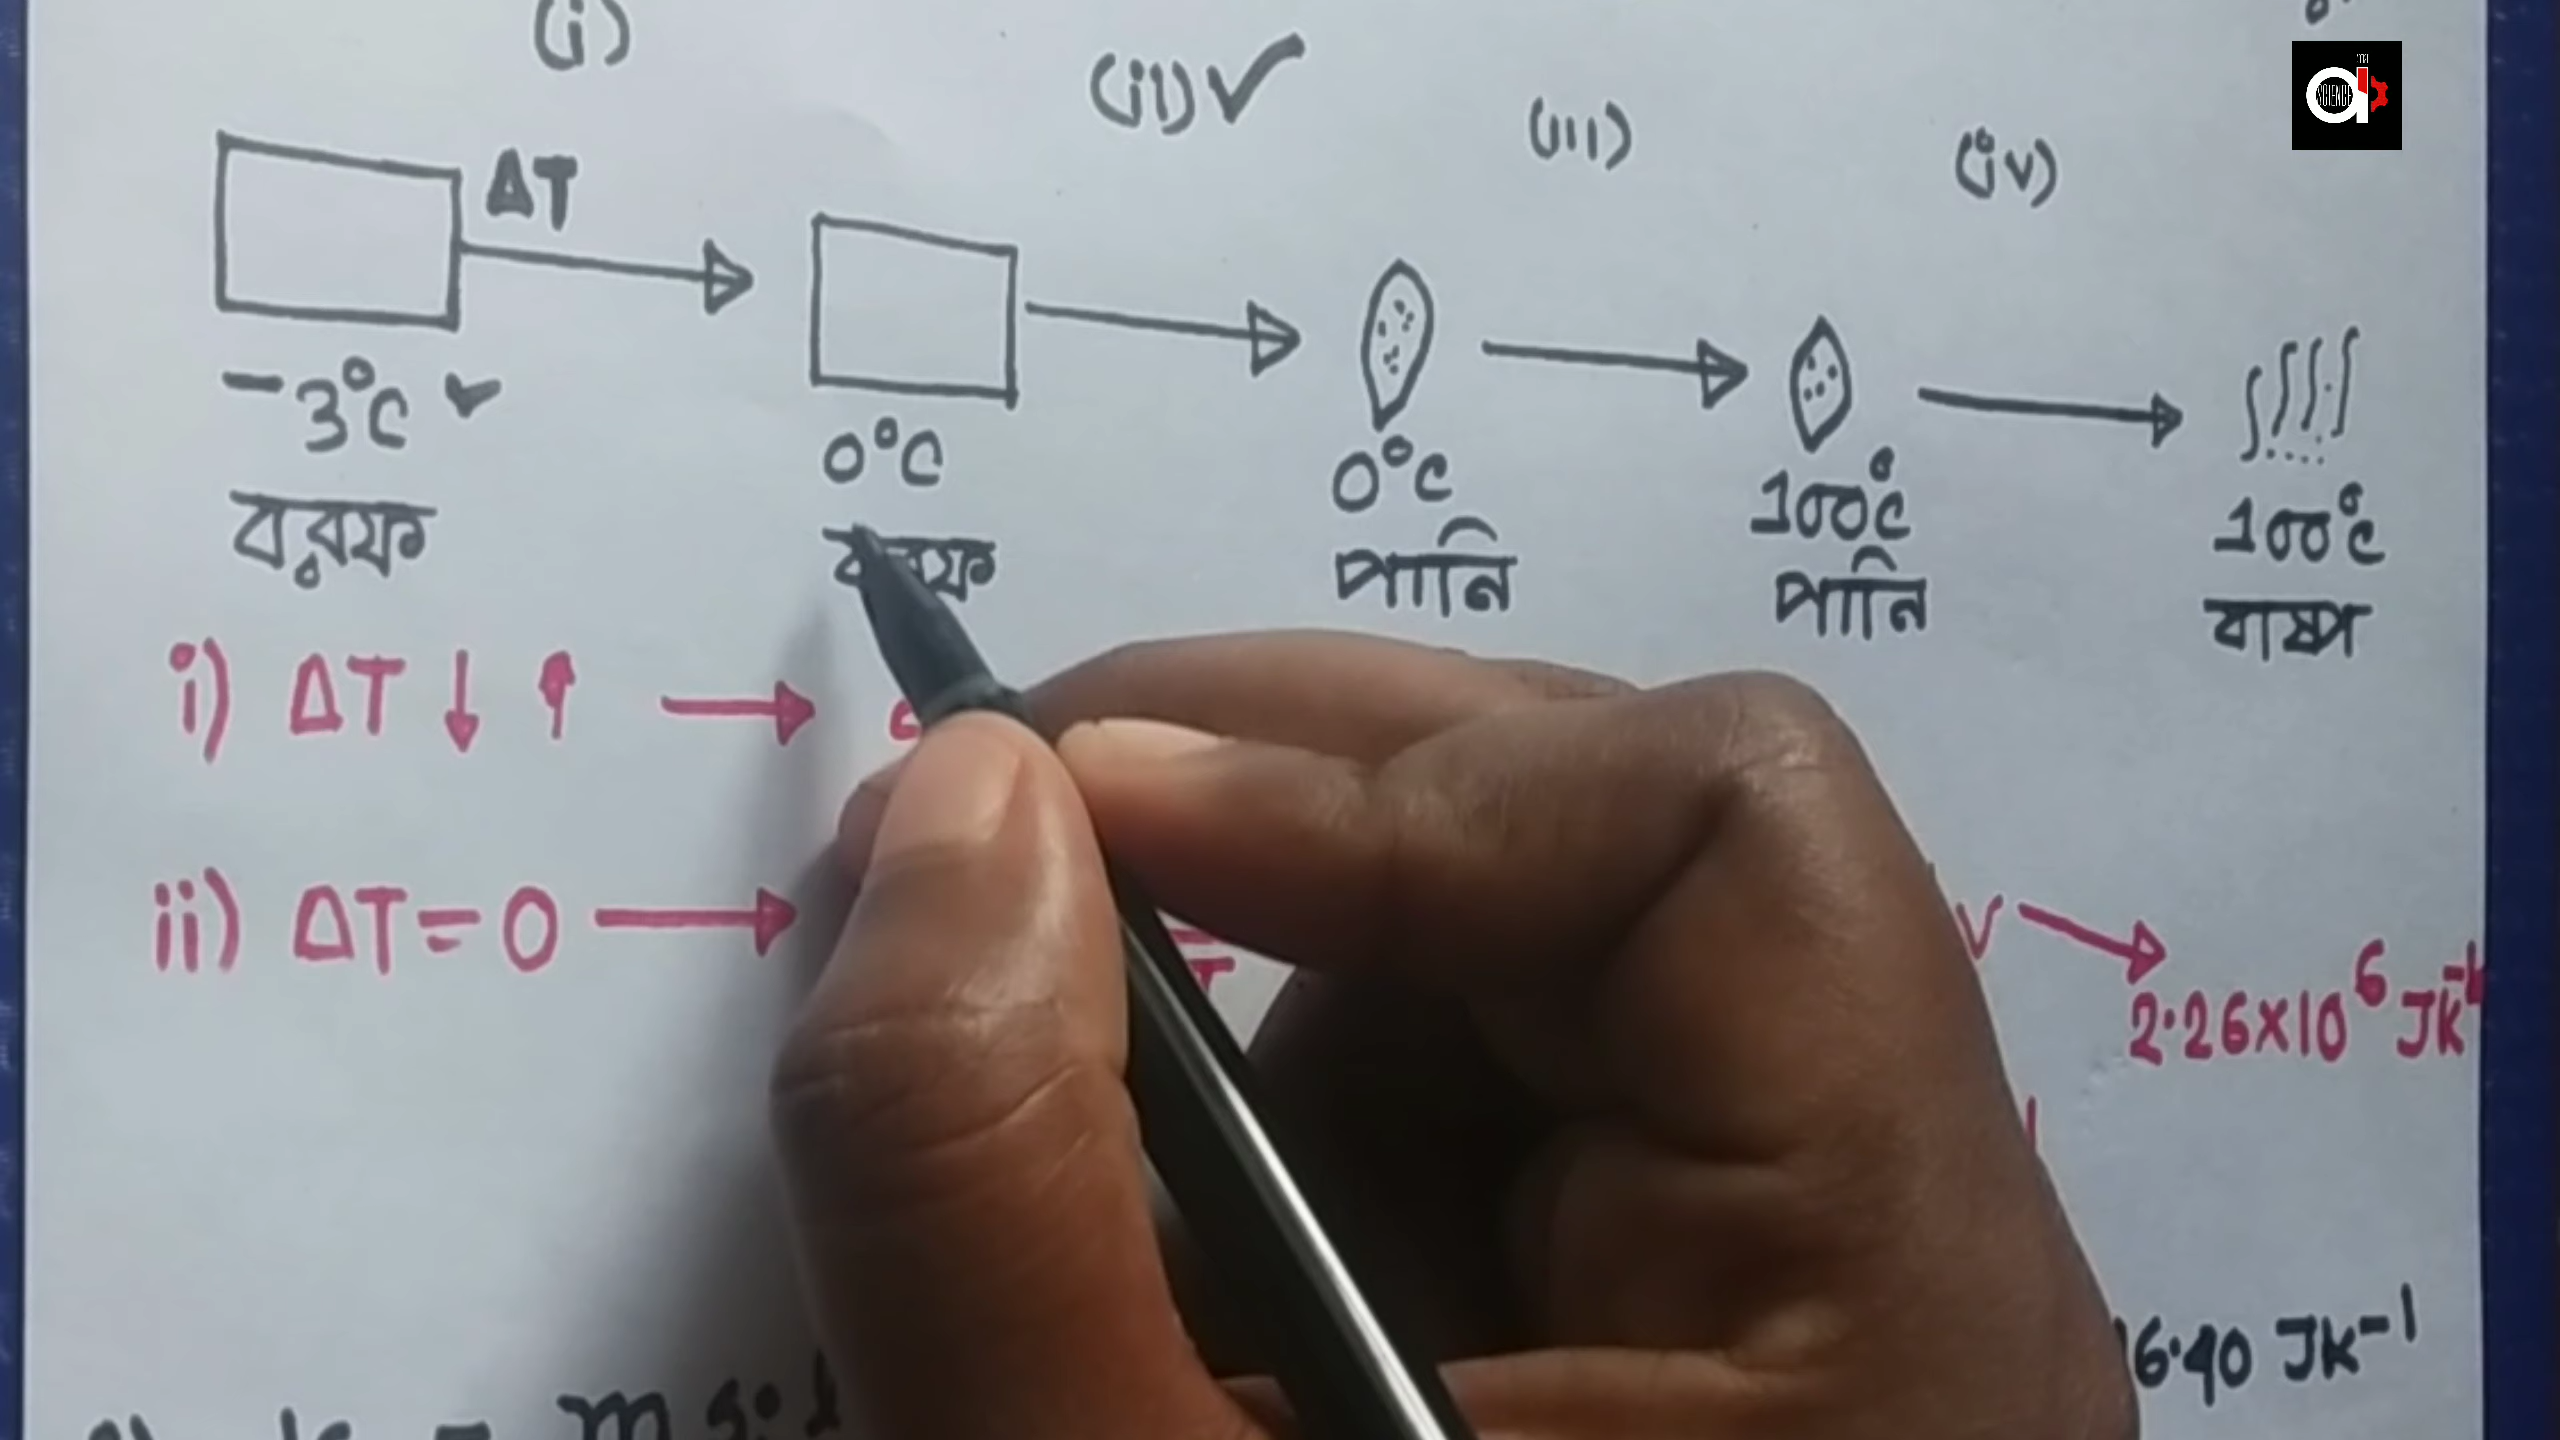 (i)
(ii) ✓
(iii)
(iv)
SCIENCE
ΔT
-3°C ✓
0°C
0°C
100°C
100°C
বরফ
পানি
পানি
বাষ্প
i) ΔT ↓ ↑ →
ii) ΔT = 0 →
2.26×10⁶ JK⁻¹
6.40 JK⁻¹